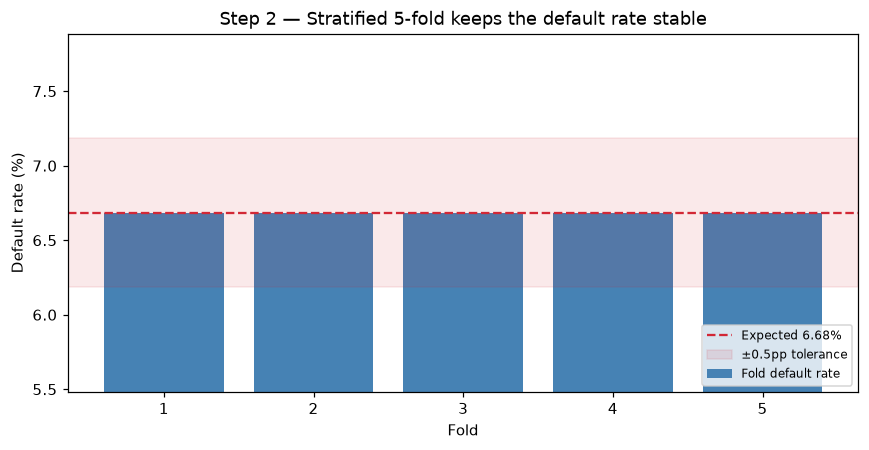 Step 2 — Stratified 5-fold keeps the default rate stable
Default rate (%)
7.5
7.0
6.5
6.0
5.5
1
2
3
4
5
Fold
Expected 6.68%
±0.5pp tolerance
Fold default rate